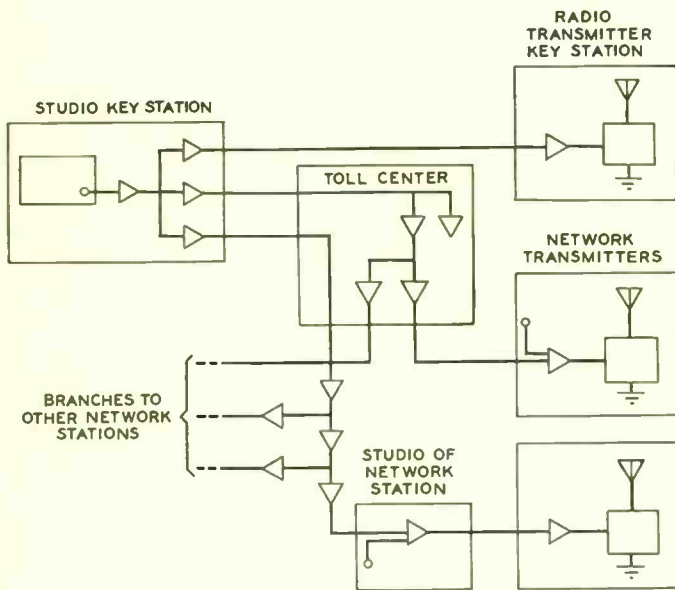 RADIO
TRANSMITTER
KEY STATION
STUDIO KEY STATION
TOLL CENTER
NETWORK
TRANSMITTERS
BRANCHES TO
OTHER NETWORK
STATIONS
STUDIO OF
NETWORK
STATION